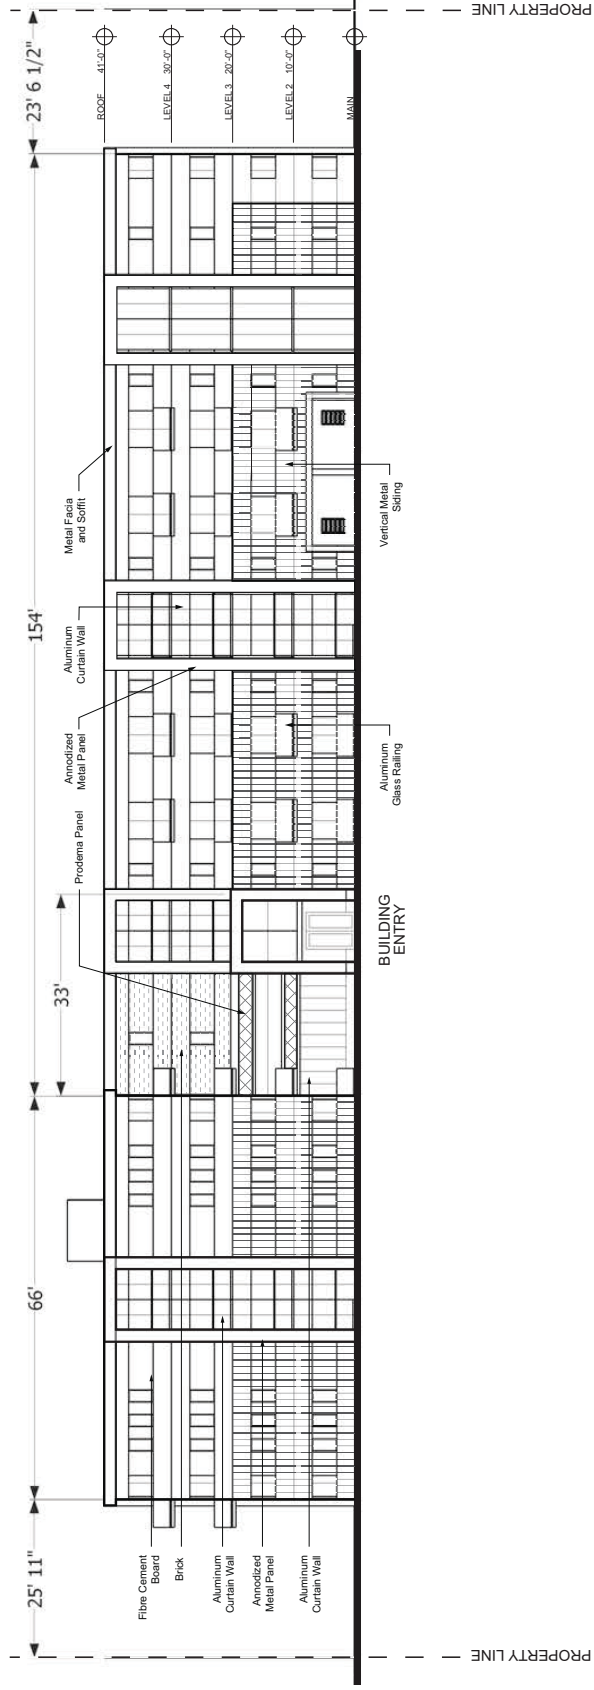 PROPERTY LINE
25' 11"
66'
33'
154'
23' 6 1/2"
PROPERTY LINE
ROOF 41'-0"
LEVEL 4 30'-0"
LEVEL 3 20'-0"
LEVEL 2 10'-0"
MAIN
Fibre Cement
Board
Brick
Aluminum
Curtain Wall
Annodized
Metal Panel
Aluminum
Curtain Wall
Prodema Panel
Annodized
Metal Panel
Aluminum
Curtain Wall
Metal Facia
and Soffit
BUILDING
ENTRY
Aluminum
Glass Railing
Vertical Metal
Siding